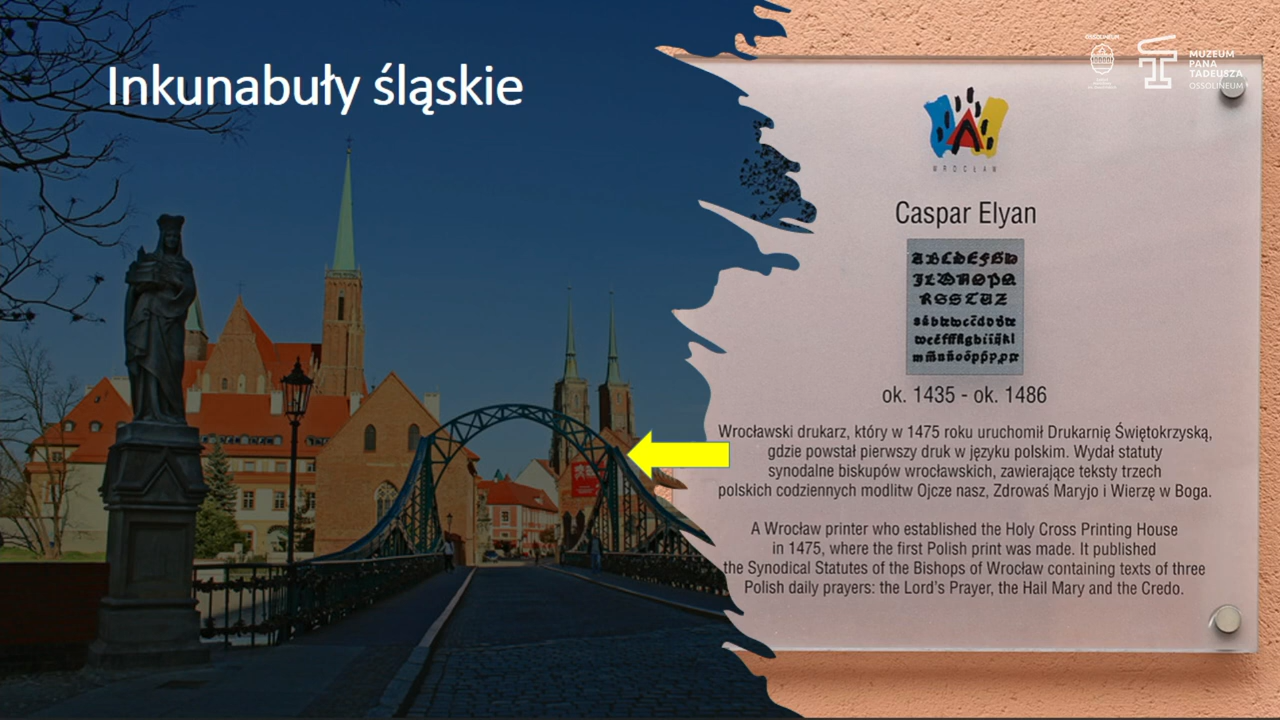 Inkunabuły śląskie
OSSOLINEUM
MUZEUM
PANA
TADEUSZA
OSSOLINEUM
WROCŁAW
Caspar Elyan
ok. 1435 - ok. 1486
Wrocławski drukarz, który w 1475 roku uruchomił Drukarnię Świętokrzyską,
gdzie powstał pierwszy druk w języku polskim. Wydał statuty
synodalne biskupów wrocławskich, zawierające teksty trzech
polskich codziennych modlitw Ojcze nasz, Zdrowaś Maryjo i Wierzę w Boga.
A Wrocław printer who established the Holy Cross Printing House
in 1475, where the first Polish print was made. It published
the Synodical Statutes of the Bishops of Wrocław containing texts of three
Polish daily prayers: the Lord's Prayer, the Hail Mary and the Credo.